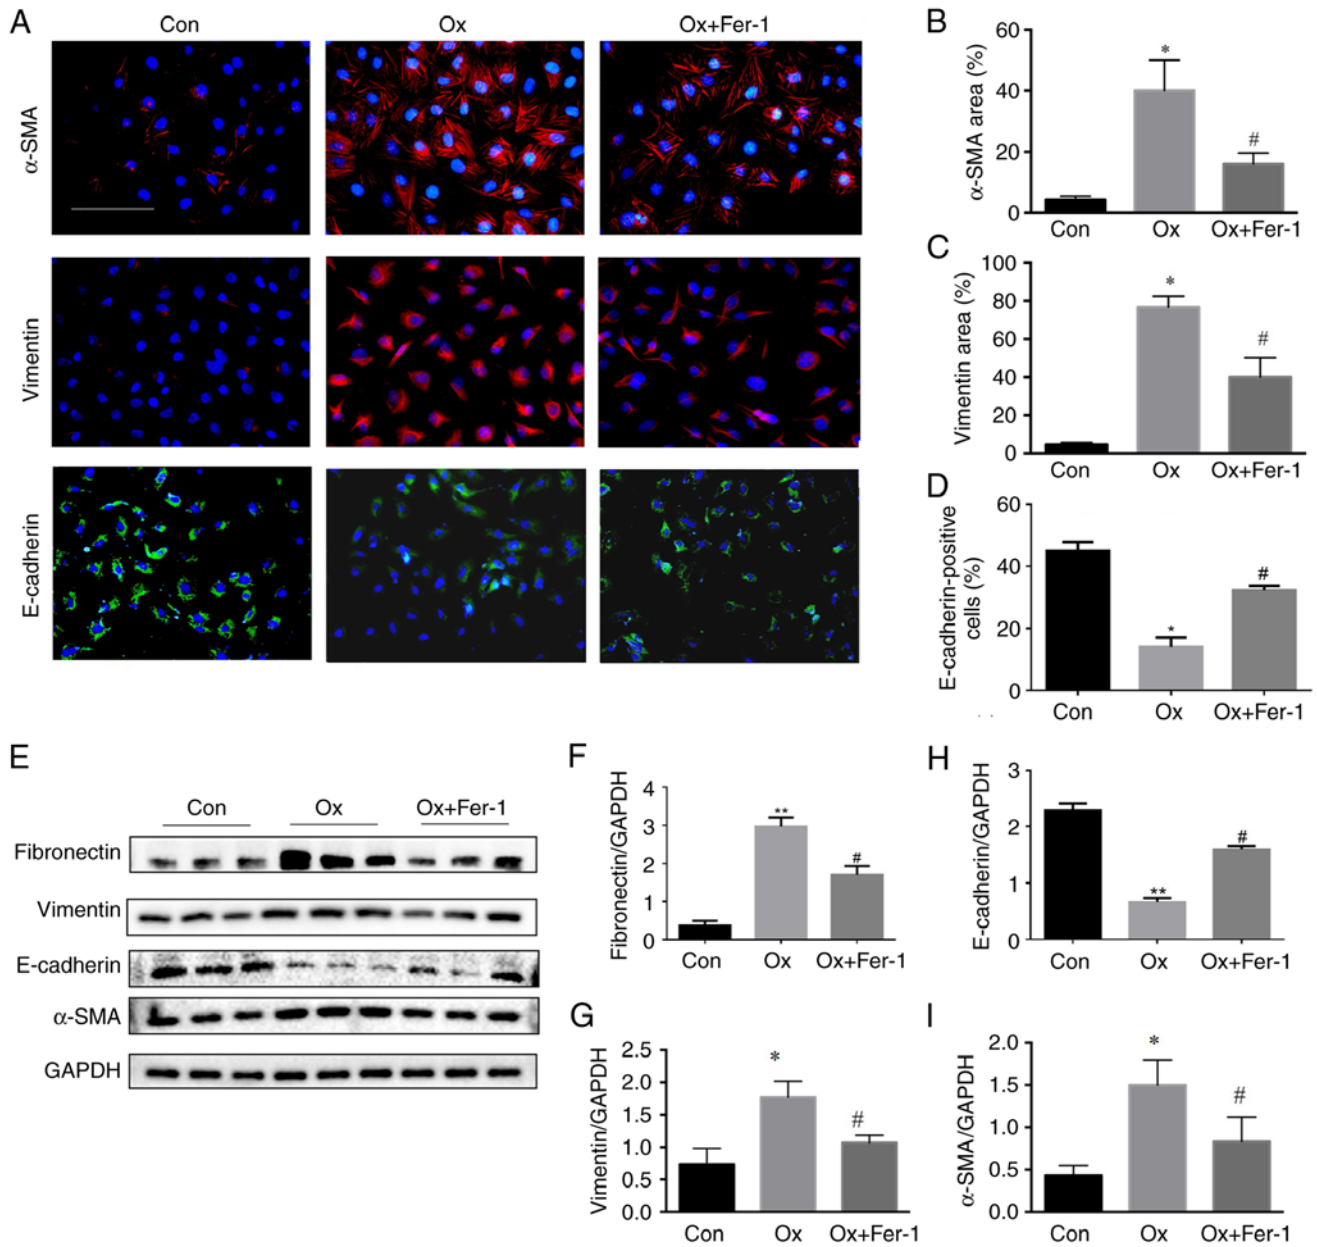 A
Con
Ox
Ox+Fer-1
α-SMA
Vimentin
E-cadherin
B
α-SMA area (%)
60
40
20
0
*
#
Con
Ox
Ox+Fer-1
C
Vimentin area (%)
100
80
60
40
20
0
*
#
Con
Ox
Ox+Fer-1
D
E-cadherin-positive
cells (%)
60
40
20
0
*
#
Con
Ox
Ox+Fer-1
E
Con
Ox
Ox+Fer-1
Fibronectin
Vimentin
E-cadherin
α-SMA
GAPDH
F
Fibronectin/GAPDH
4
3
2
1
0
**
#
Con
Ox
Ox+Fer-1
H
E-cadherin/GAPDH
3
2
1
0
**
#
Con
Ox
Ox+Fer-1
G
Vimentin/GAPDH
2.5
2.0
1.5
1.0
0.5
0.0
*
#
Con
Ox
Ox+Fer-1
I
α-SMA/GAPDH
2.0
1.5
1.0
0.5
0.0
*
#
Con
Ox
Ox+Fer-1